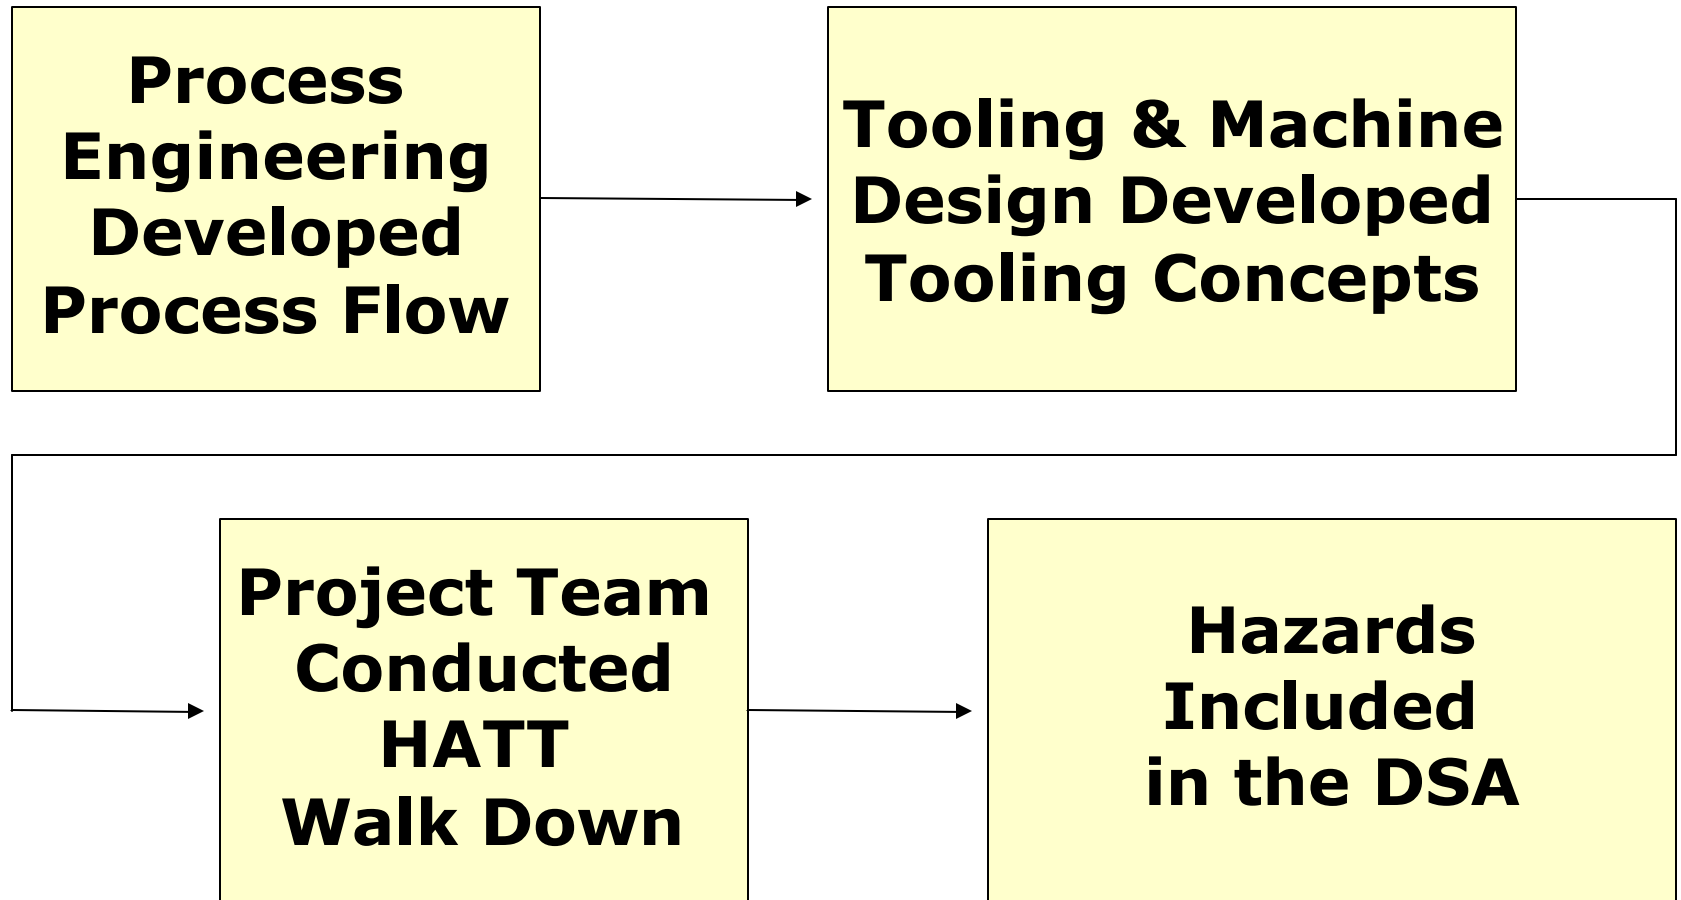 Process
Engineering
Developed
Process Flow
Tooling & Machine
Design Developed
Tooling Concepts
Project Team
Conducted
HATT
Walk Down
Hazards
Included
in the DSA